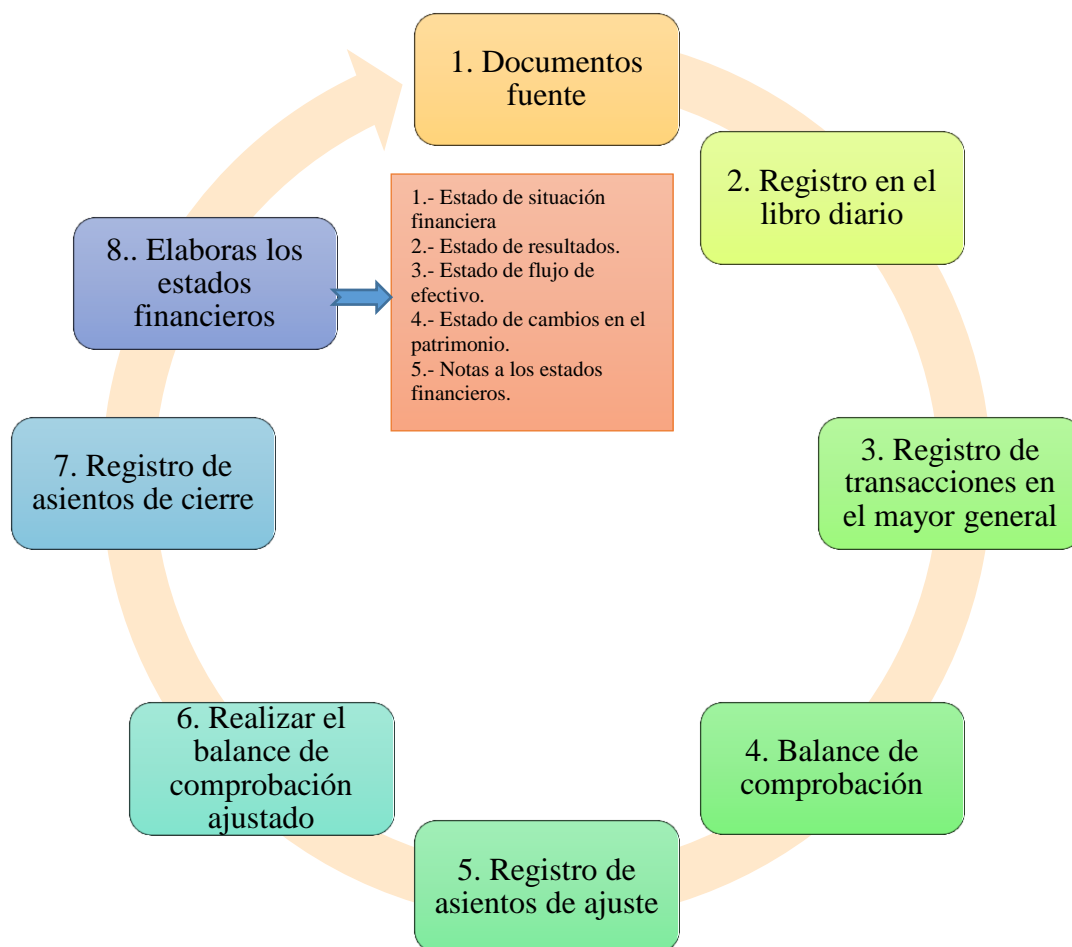 1. Documentos
fuente
2. Registro en el
libro diario
3. Registro de
transacciones en
el mayor general
4. Balance de
comprobación
5. Registro de
asientos de ajuste
6. Realizar el
balance de
comprobación
ajustado
7. Registro de
asientos de cierre
8.. Elaboras los
estados
financieros
1.- Estado de situación
financiera
2.- Estado de resultados.
3.- Estado de flujo de
efectivo.
4.- Estado de cambios en el
patrimonio.
5.- Notas a los estados
financieros.